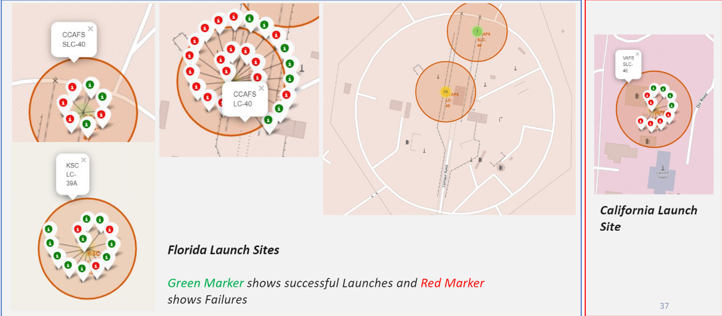 CCAFS
SLC-40
CCAFS
LC-40
KSC
LC-
39A
VAFB
SLC-
4E
Florida Launch Sites
Green Marker shows successful Launches and Red Marker
shows Failures
California Launch
Site
37